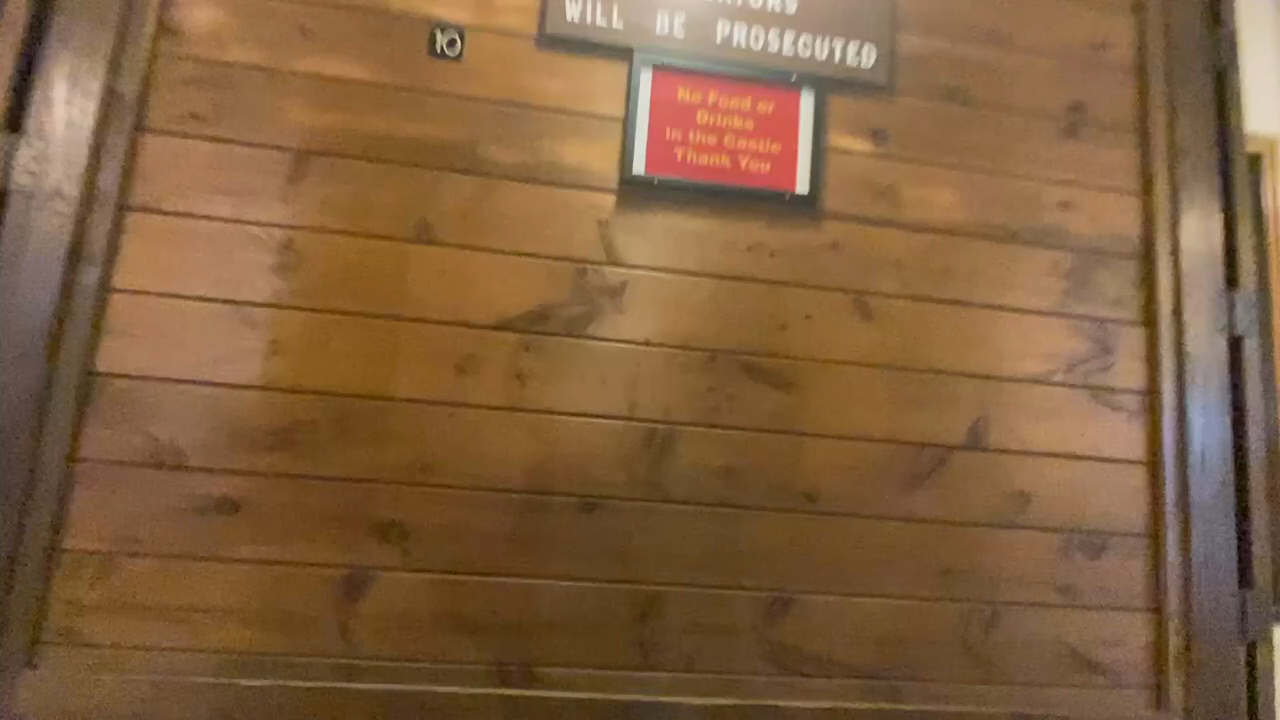 10
WILL BE PROSECUTED
No Food or
Drinks
in the Castle
Thank You